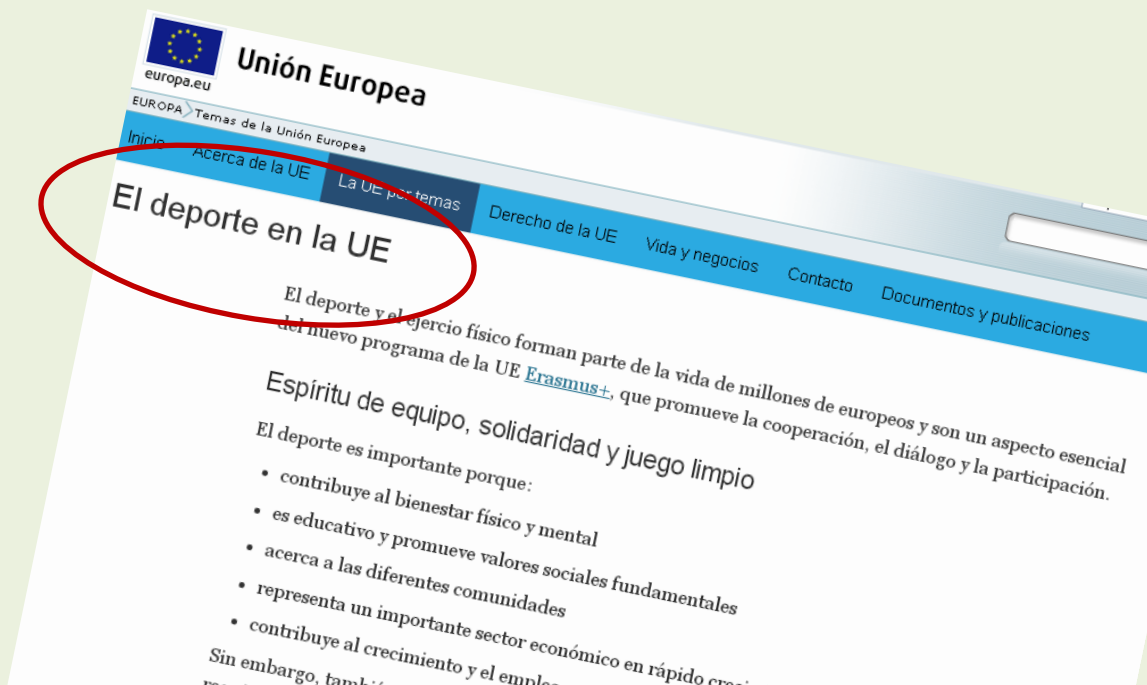 Unión Europea
europa.eu
EUROPA Temas de la Unión Europea
Inicio Acerca de la UE La UE por temas Derecho de la UE Vida y negocios Contacto Documentos y publicaciones
El deporte en la UE
El deporte y el ejercio físico forman parte de la vida de millones de europeos y son un aspecto esencial
del nuevo programa de la UE Erasmus+, que promueve la cooperación, el diálogo y la participación.
Espíritu de equipo, solidaridad y juego limpio
El deporte es importante porque:
• contribuye al bienestar físico y mental
• es educativo y promueve valores sociales fundamentales
• acerca a las diferentes comunidades
• representa un importante sector económico en rápido
• contribuye al crecimiento y el
Sin embargo,